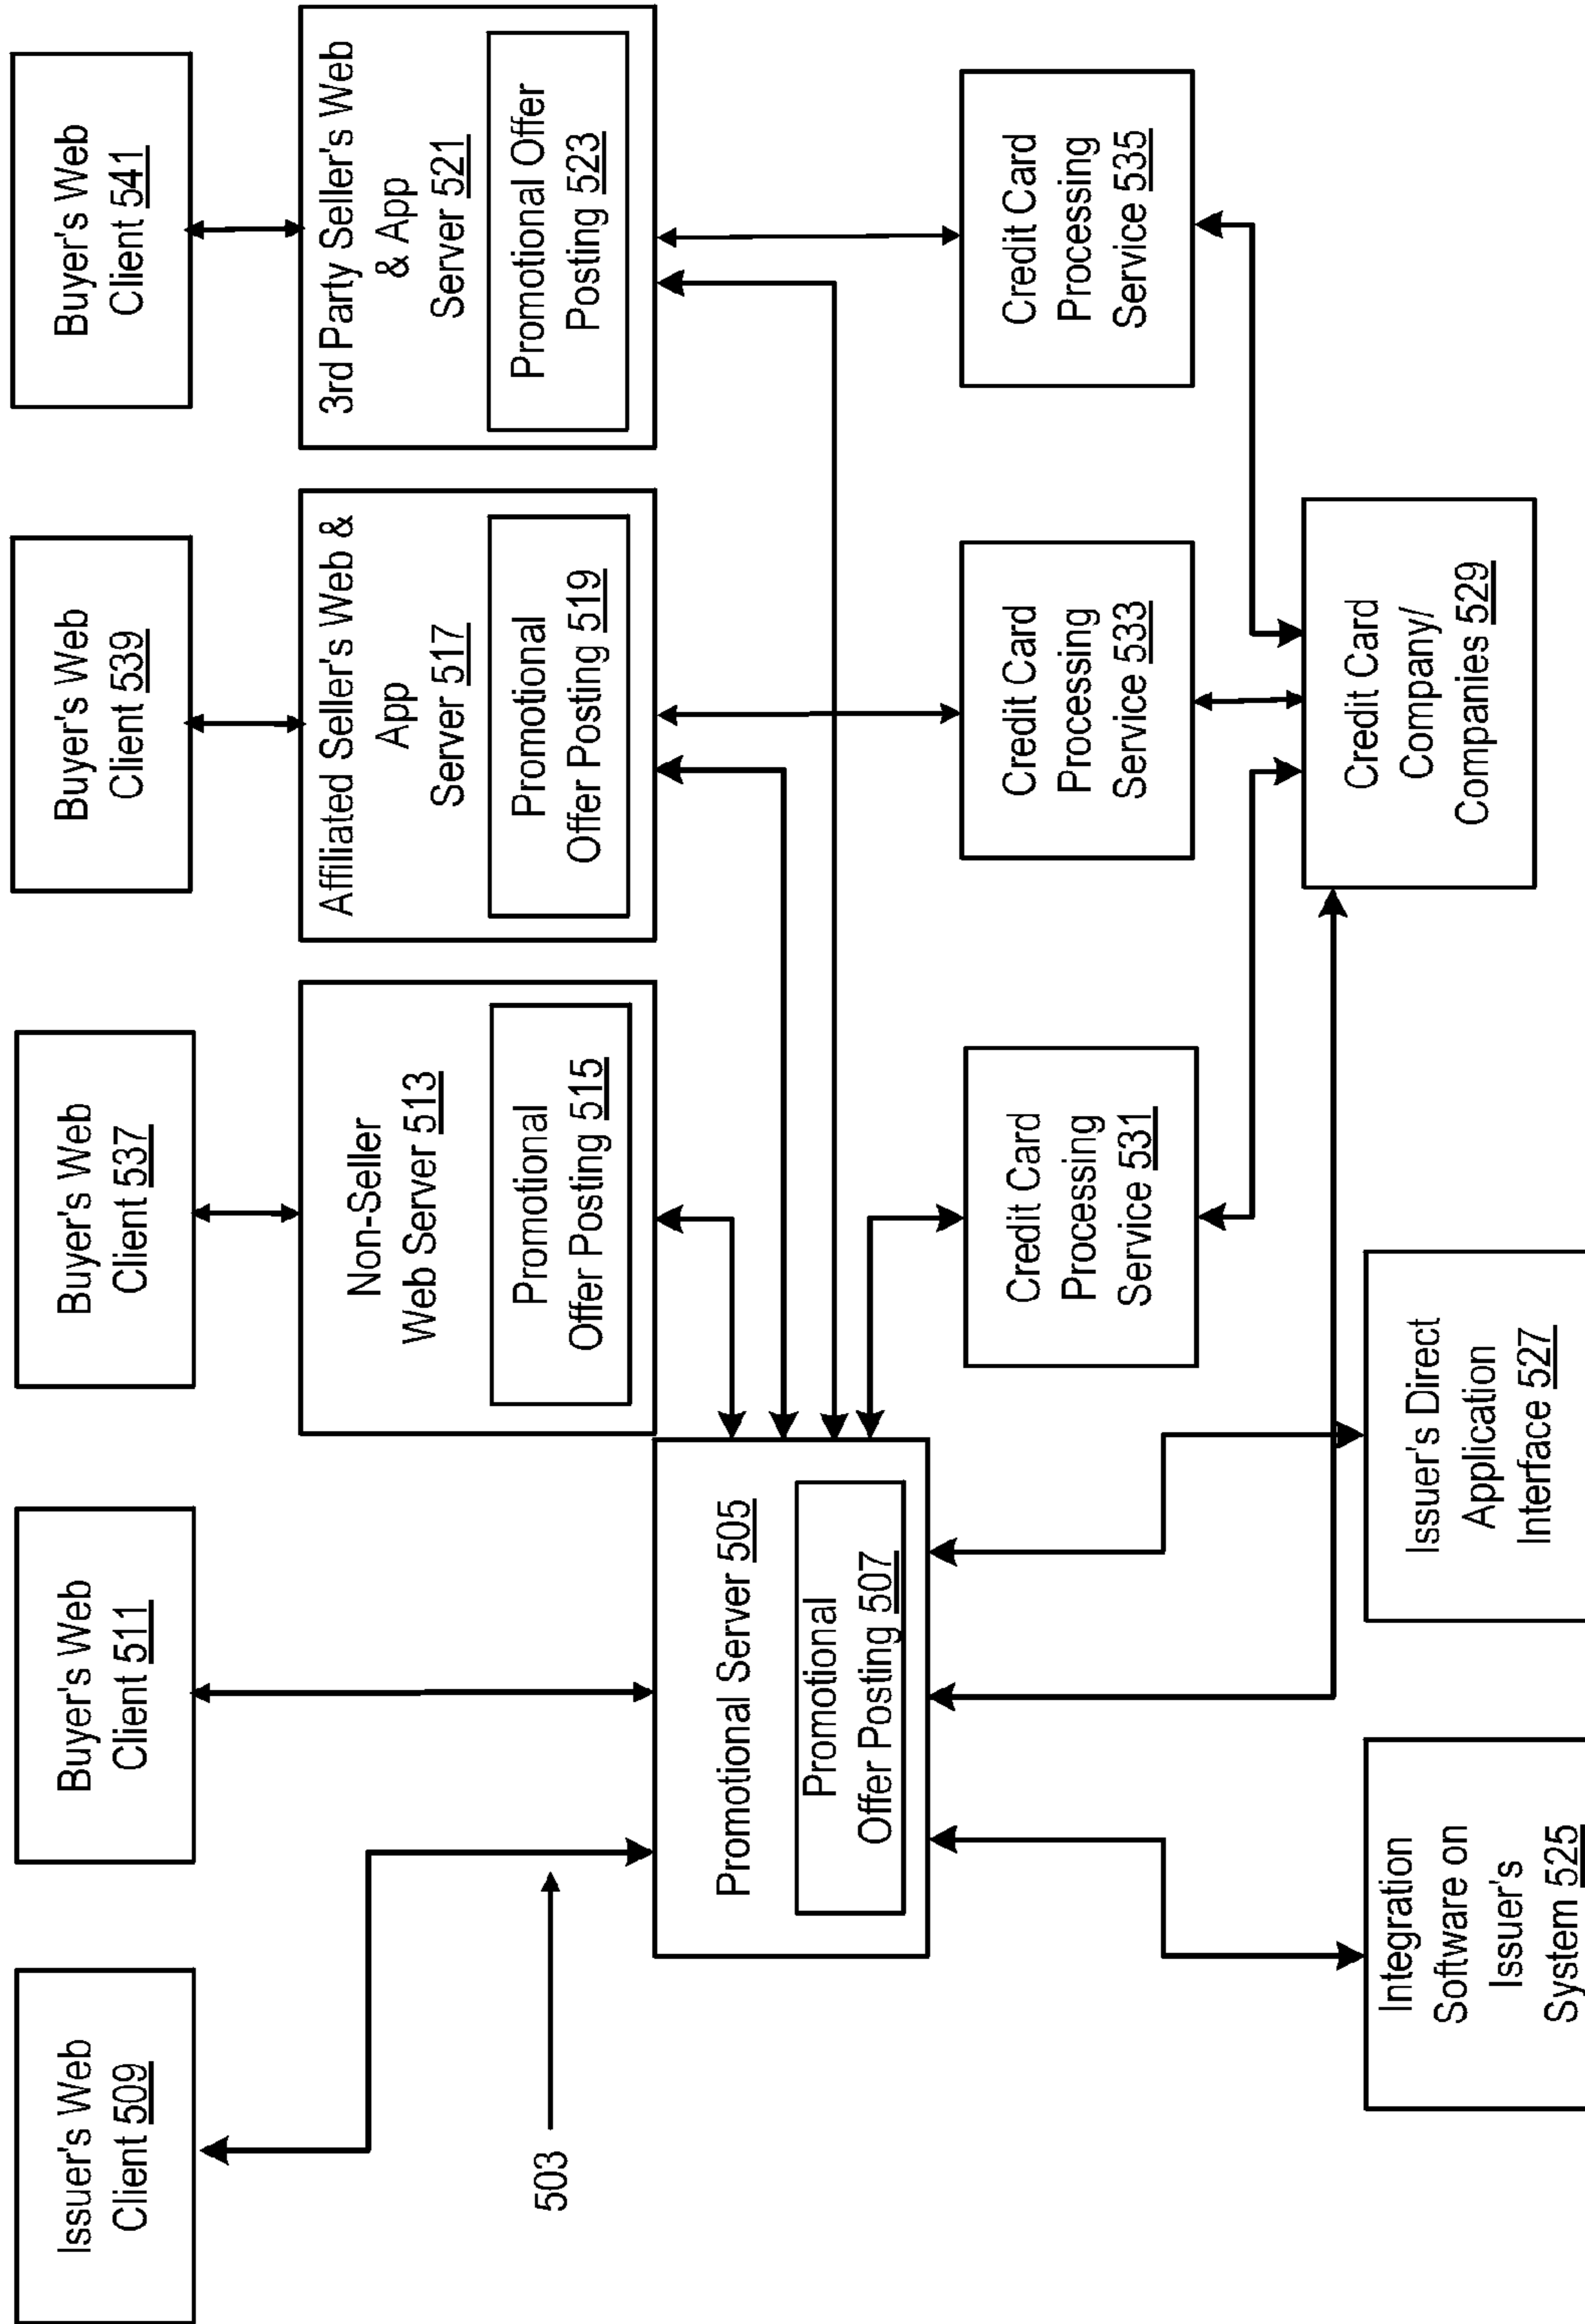 Issuer's Web
Client 509
Buyer's Web
Client 511
Buyer's Web
Client 537
Buyer's Web
Client 539
Buyer's Web
Client 541
Non-Seller
Web Server 513
Promotional
Offer Posting 515
Affiliated Seller's Web &
App
Server 517
Promotional
Offer Posting 519
3rd Party Seller's Web
& App
Server 521
Promotional Offer
Posting 523
503
Promotional Server 505
Promotional
Offer Posting 507
Credit Card
Processing
Service 531
Credit Card
Processing
Service 533
Credit Card
Processing
Service 535
Integration
Software on
Issuer's
System 525
Issuer's Direct
Application
Interface 527
Credit Card
Company/
Companies 529